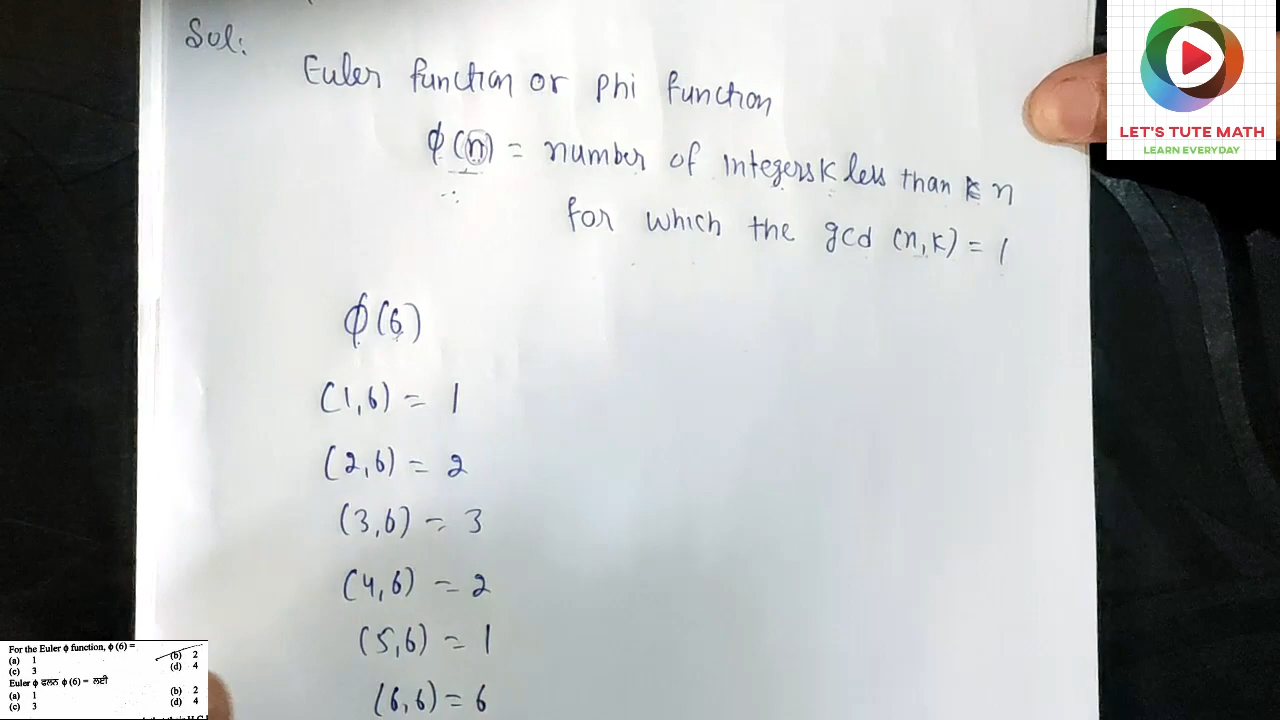 Sol:
Euler function or Phi function
ϕ(n) = number of integers k less than n
for which the gcd (n,k) = 1
ϕ(6)
(1,6) = 1
(2,6) = 2
(3,6) = 3
(4,6) = 2
(5,6) = 1
(6,6) = 6
LET'S TUTE MATH
LEARN EVERYDAY
For the Euler ϕ function, ϕ (6) =
(a) 1 (b) 2
(c) 3 (d) 4
Euler ϕ ਫਲਨ ϕ (6) = ਲਈ
(a) 1 (b) 2
(c) 3 (d) 4